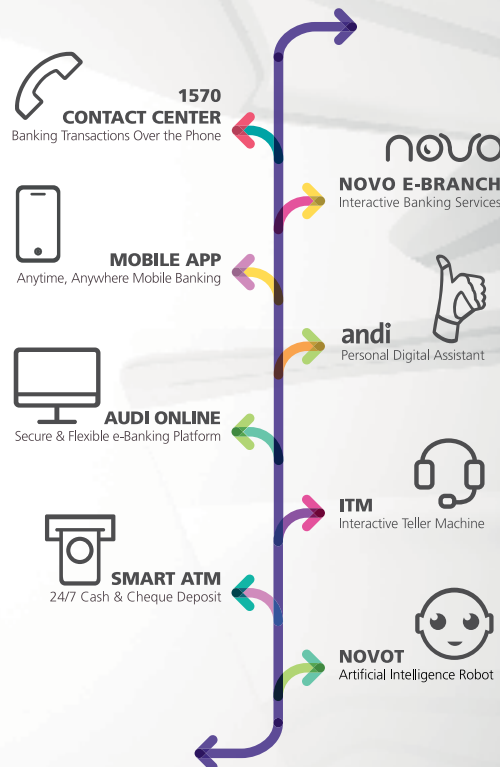 1570
CONTACT CENTER
Banking Transactions Over the Phone
novo
NOVO E-BRANCH
Interactive Banking Services
MOBILE APP
Anytime, Anywhere Mobile Banking
andi
Personal Digital Assistant
AUDI ONLINE
Secure & Flexible e-Banking Platform
ITM
Interactive Teller Machine
SMART ATM
24/7 Cash & Cheque Deposit
NOVOT
Artificial Intelligence Robot